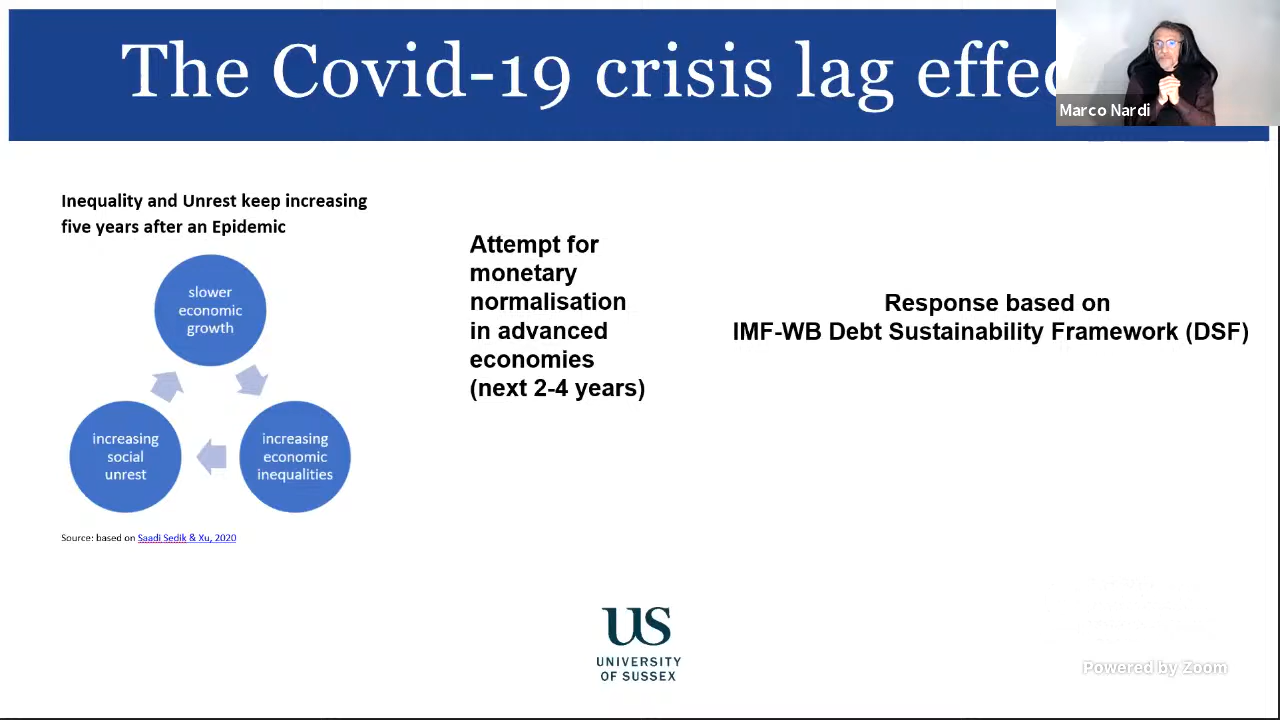 The Covid-19 crisis lag effec
Marco Nardi
Inequality and Unrest keep increasing
five years after an Epidemic
slower
economic
growth
increasing
social
unrest
increasing
economic
inequalities
Source: based on Saadi Sedik & Xu, 2020
Attempt for
monetary
normalisation
in advanced
economies
(next 2-4 years)
Response based on
IMF-WB Debt Sustainability Framework (DSF)
US
UNIVERSITY
OF SUSSEX
Powered by Zoom